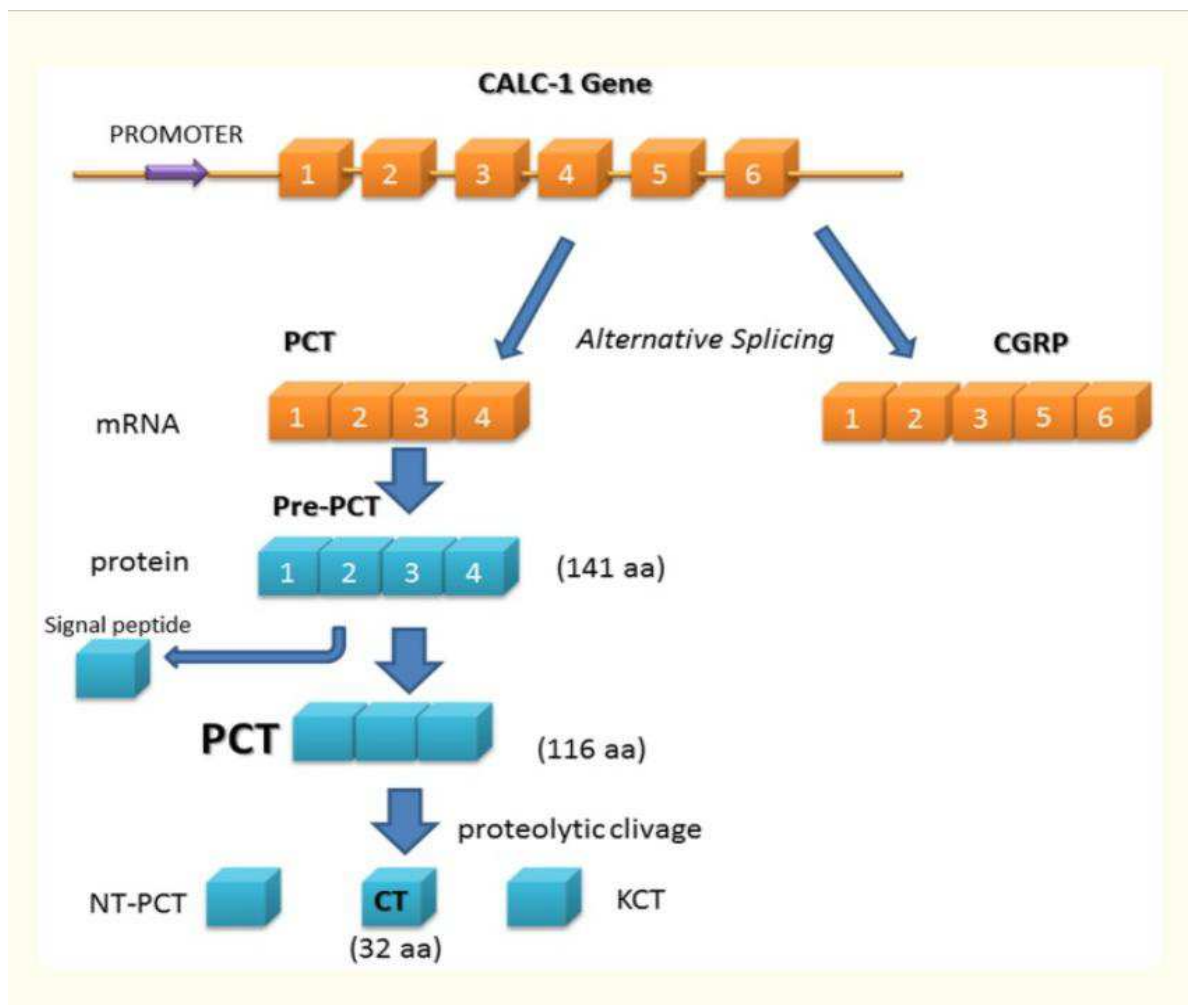 CALC-1 Gene
PROMOTER
1 2 3 4 5 6
PCT
Alternative Splicing
CGRP
mRNA
1 2 3 4
1 2 3 5 6
Pre-PCT
protein
1 2 3 4
(141 aa)
Signal peptide
PCT
(116 aa)
proteolytic clivage
NT-PCT
CT
KCT
(32 aa)